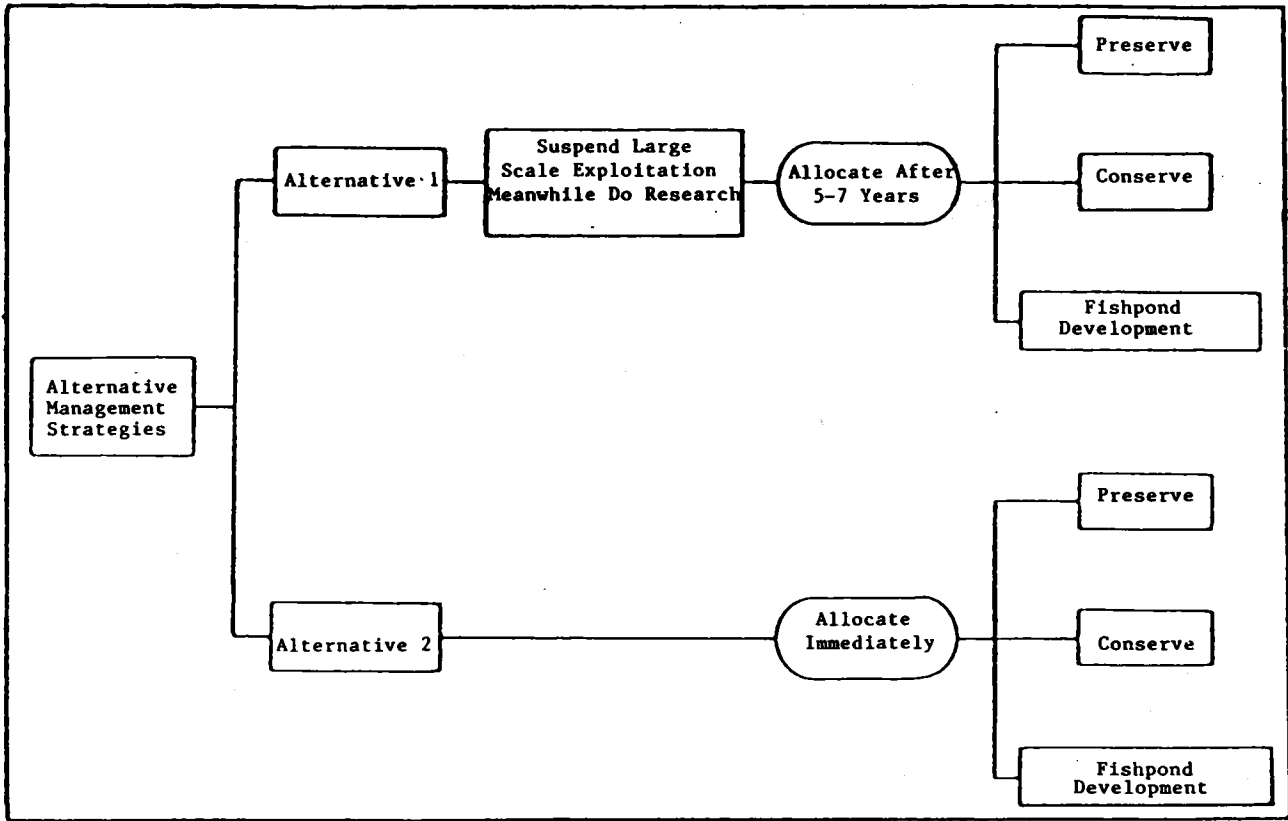 Preserve
Suspend Large
Scale Exploitation
Meanwhile Do Research
Alternative 1
Allocate After
5-7 Years
Conserve
Fishpond
Development
Alternative
Management
Strategies
Preserve
Alternative 2
Allocate
Immediately
Conserve
Fishpond
Development